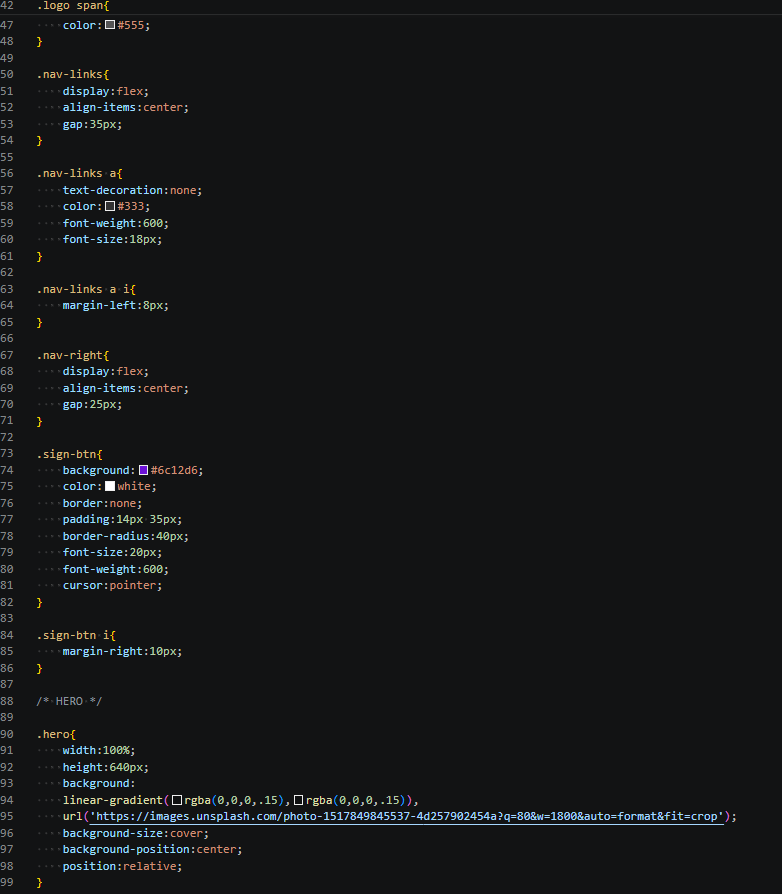 42 .logo span{
47 color: #555;
48 }
49
50 .nav-links{
51 display:flex;
52 align-items:center;
53 gap:35px;
54 }
55
56 .nav-links a{
57 text-decoration:none;
58 color: #333;
59 font-weight:600;
60 font-size:18px;
61 }
62
63 .nav-links a i{
64 margin-left:8px;
65 }
66
67 .nav-right{
68 display:flex;
69 align-items:center;
70 gap:25px;
71 }
72
73 .sign-btn{
74 background: #6c12d6;
75 color: white;
76 border:none;
77 padding:14px 35px;
78 border-radius:40px;
79 font-size:20px;
80 font-weight:600;
81 cursor:pointer;
82 }
83
84 .sign-btn i{
85 margin-right:10px;
86 }
87
88 /* HERO */
89
90 .hero{
91 width:100%;
92 height:640px;
93 background:
94 linear-gradient( rgba(0,0,0,.15), rgba(0,0,0,.15)),
95 url('https://images.unsplash.com/photo-1517849845537-4d257902454a?q=80&w=1800&auto=format&fit=crop');
96 background-size:cover;
97 background-position:center;
98 position:relative;
99 }